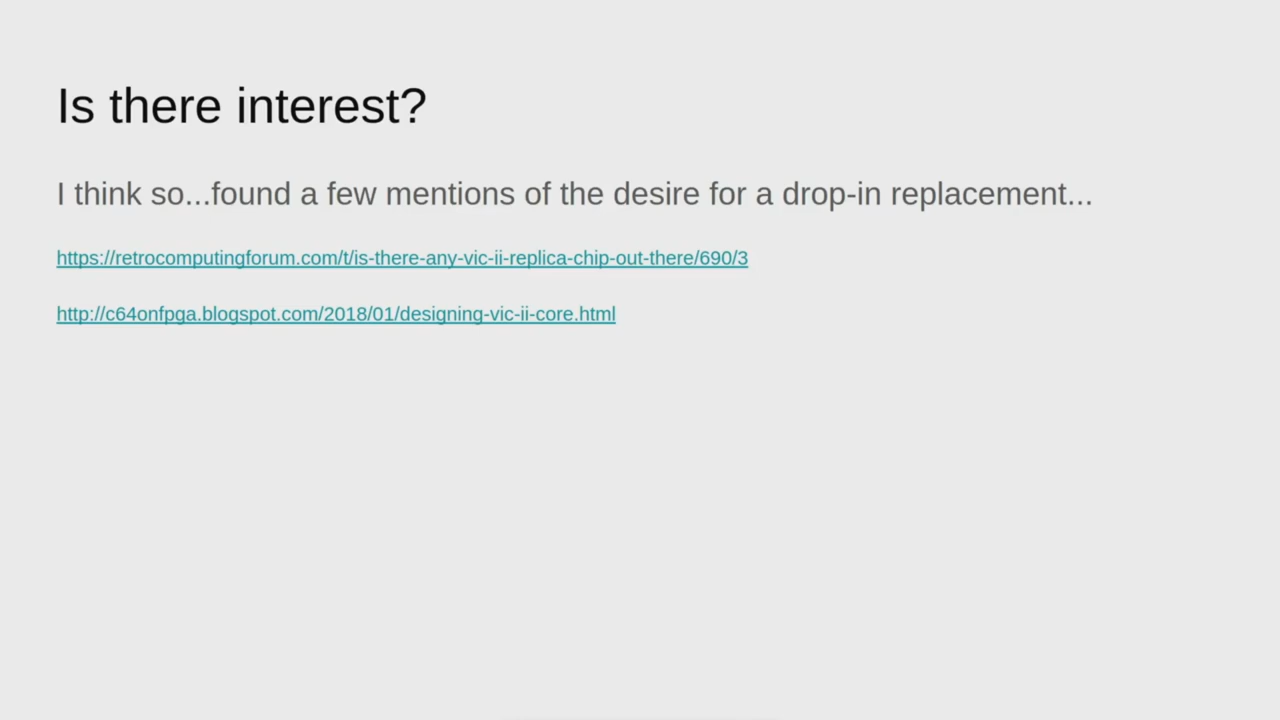 Is there interest?
I think so...found a few mentions of the desire for a drop-in replacement...
https://retrocomputingforum.com/t/is-there-any-vic-ii-replica-chip-out-there/690/3
http://c64onfpga.blogspot.com/2018/01/designing-vic-ii-core.html